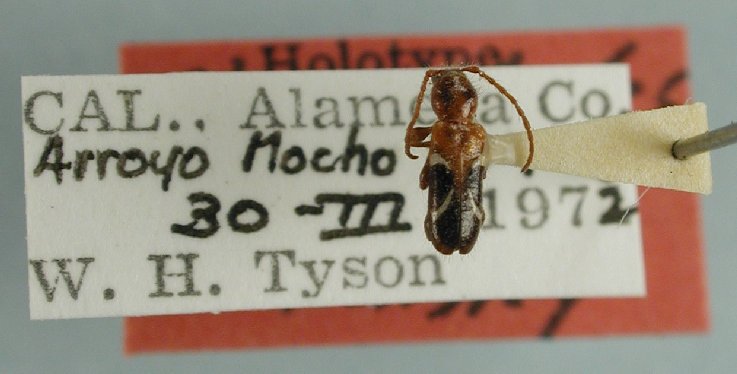 Holotype
CAL., Alameda Co.
Arroyo Mocho
30-III 1972
W. H. Tyson